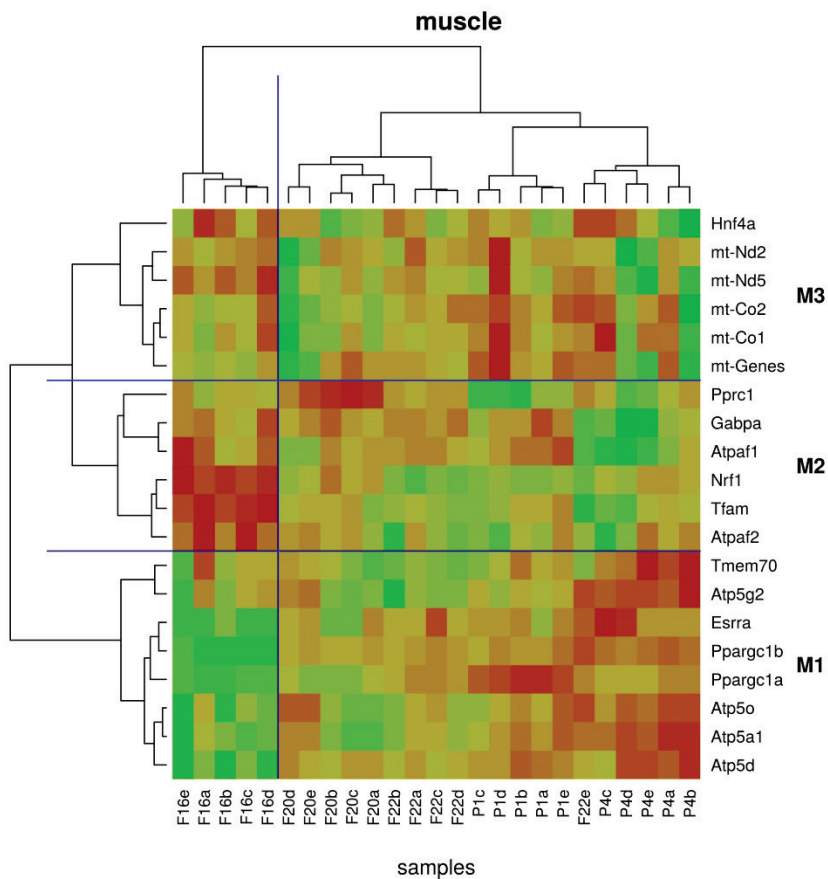 muscle
Hnf4a
mt-Nd2
mt-Nd5
mt-Co2
mt-Co1
mt-Genes
M3
Pprc1
Gabpa
Atpaf1
Nrf1
Tfam
Atpaf2
M2
Tmem70
Atp5g2
Esrra
Ppargc1b
Ppargc1a
Atp5o
Atp5a1
Atp5d
M1
F16e
F16a
F16b
F16c
F16d
F20d
F20e
F20b
F20c
F20a
F22b
F22a
F22c
F22d
P1c
P1d
P1b
P1a
P1e
F22e
P4c
P4d
P4e
P4a
P4b
samples